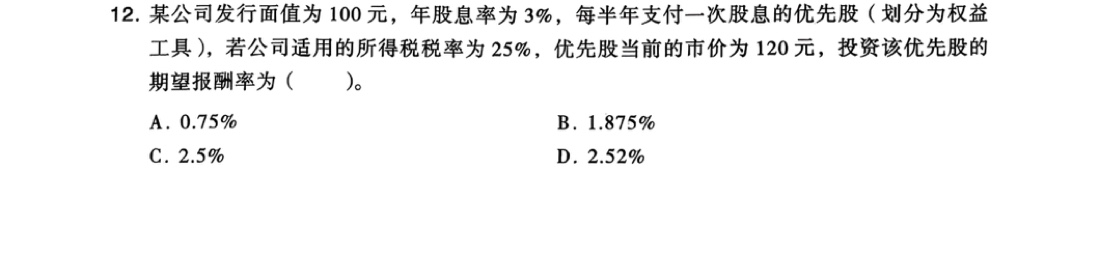 12. 某公司发行面值为 100 元，年股息率为 3%，每半年支付一次股息的优先股（划分为权益
工具），若公司适用的所得税税率为 25%，优先股当前的市价为 120 元，投资该优先股的
期望报酬率为（　　）。
A. 0.75%　　B. 1.875%
C. 2.5%　　D. 2.52%